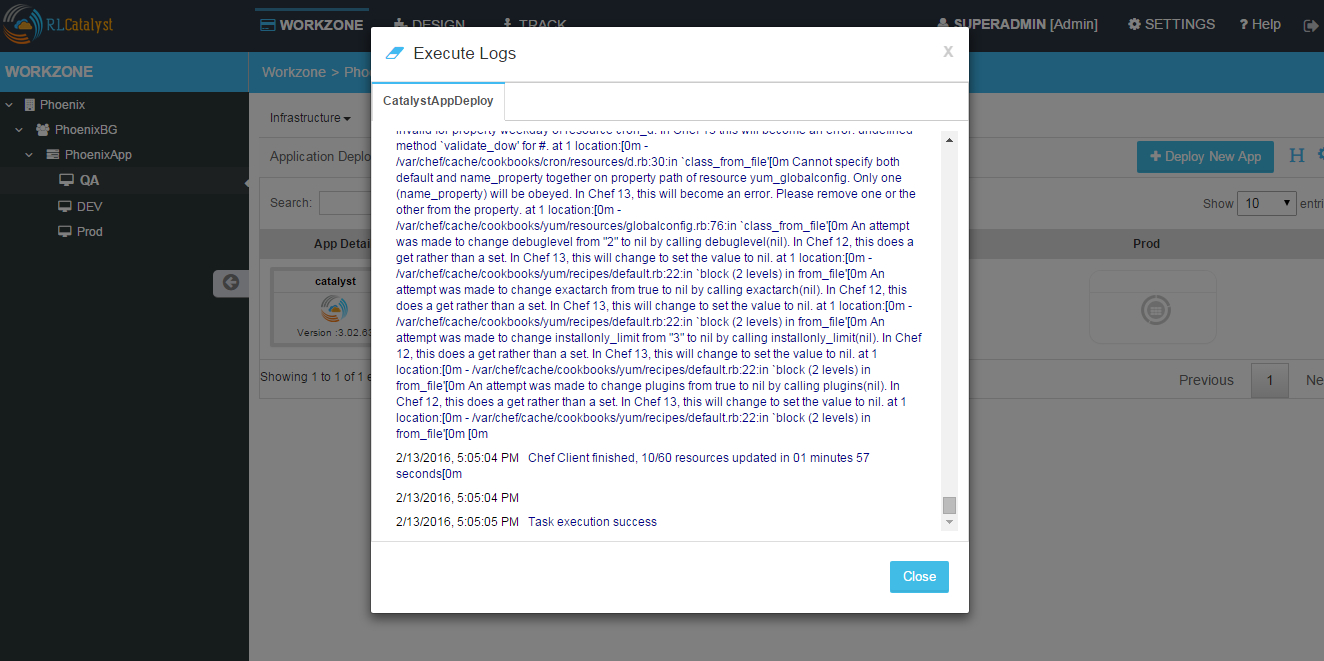 RLCatalyst
WORKZONE
DESIGN
TRACK
SUPERADMIN [Admin]
SETTINGS
? Help
WORKZONE
Workzone > Pho
Phoenix
PhoenixBG
PhoenixApp
QA
DEV
Prod
Infrastructure
Application Deplo
Deploy New App
H
Search:
Show
10
entri
App Detai
Prod
catalyst
Version :3.02.63
Showing 1 to 1 of 1 e
Previous
1
Ne
Execute Logs
X
CatalystAppDeploy
invalid for property weekday of resource cron_d. In Chef 13 this will become an error. undefined
method `validate_dow' for #. at 1 location:[0m -
/var/chef/cache/cookbooks/cron/resources/d.rb:30:in `class_from_file'[0m Cannot specify both
default and name_property together on property path of resource yum_globalconfig. Only one
(name_property) will be obeyed. In Chef 13, this will become an error. Please remove one or the
other from the property. at 1 location:[0m -
/var/chef/cache/cookbooks/yum/resources/globalconfig.rb:76:in `class_from_file'[0m An attempt
was made to change debuglevel from "2" to nil by calling debuglevel(nil). In Chef 12, this does a
get rather than a set. In Chef 13, this will change to set the value to nil. at 1 location:[0m -
/var/chef/cache/cookbooks/yum/recipes/default.rb:22:in `block (2 levels) in from_file'[0m An
attempt was made to change exactarch from true to nil by calling exactarch(nil). In Chef 12, this
does a get rather than a set. In Chef 13, this will change to set the value to nil. at 1 location:[0m -
/var/chef/cache/cookbooks/yum/recipes/default.rb:22:in `block (2 levels) in from_file'[0m An
attempt was made to change installonly_limit from "3" to nil by calling installonly_limit(nil). In Chef
12, this does a get rather than a set. In Chef 13, this will change to set the value to nil. at 1
location:[0m - /var/chef/cache/cookbooks/yum/recipes/default.rb:22:in `block (2 levels) in
from_file'[0m An attempt was made to change plugins from true to nil by calling plugins(nil). In
Chef 12, this does a get rather than a set. In Chef 13, this will change to set the value to nil. at 1
location:[0m - /var/chef/cache/cookbooks/yum/recipes/default.rb:22:in `block (2 levels) in
from_file'[0m [0m
2/13/2016, 5:05:04 PM Chef Client finished, 10/60 resources updated in 01 minutes 57
seconds[0m
2/13/2016, 5:05:04 PM
2/13/2016, 5:05:05 PM Task execution success
Close